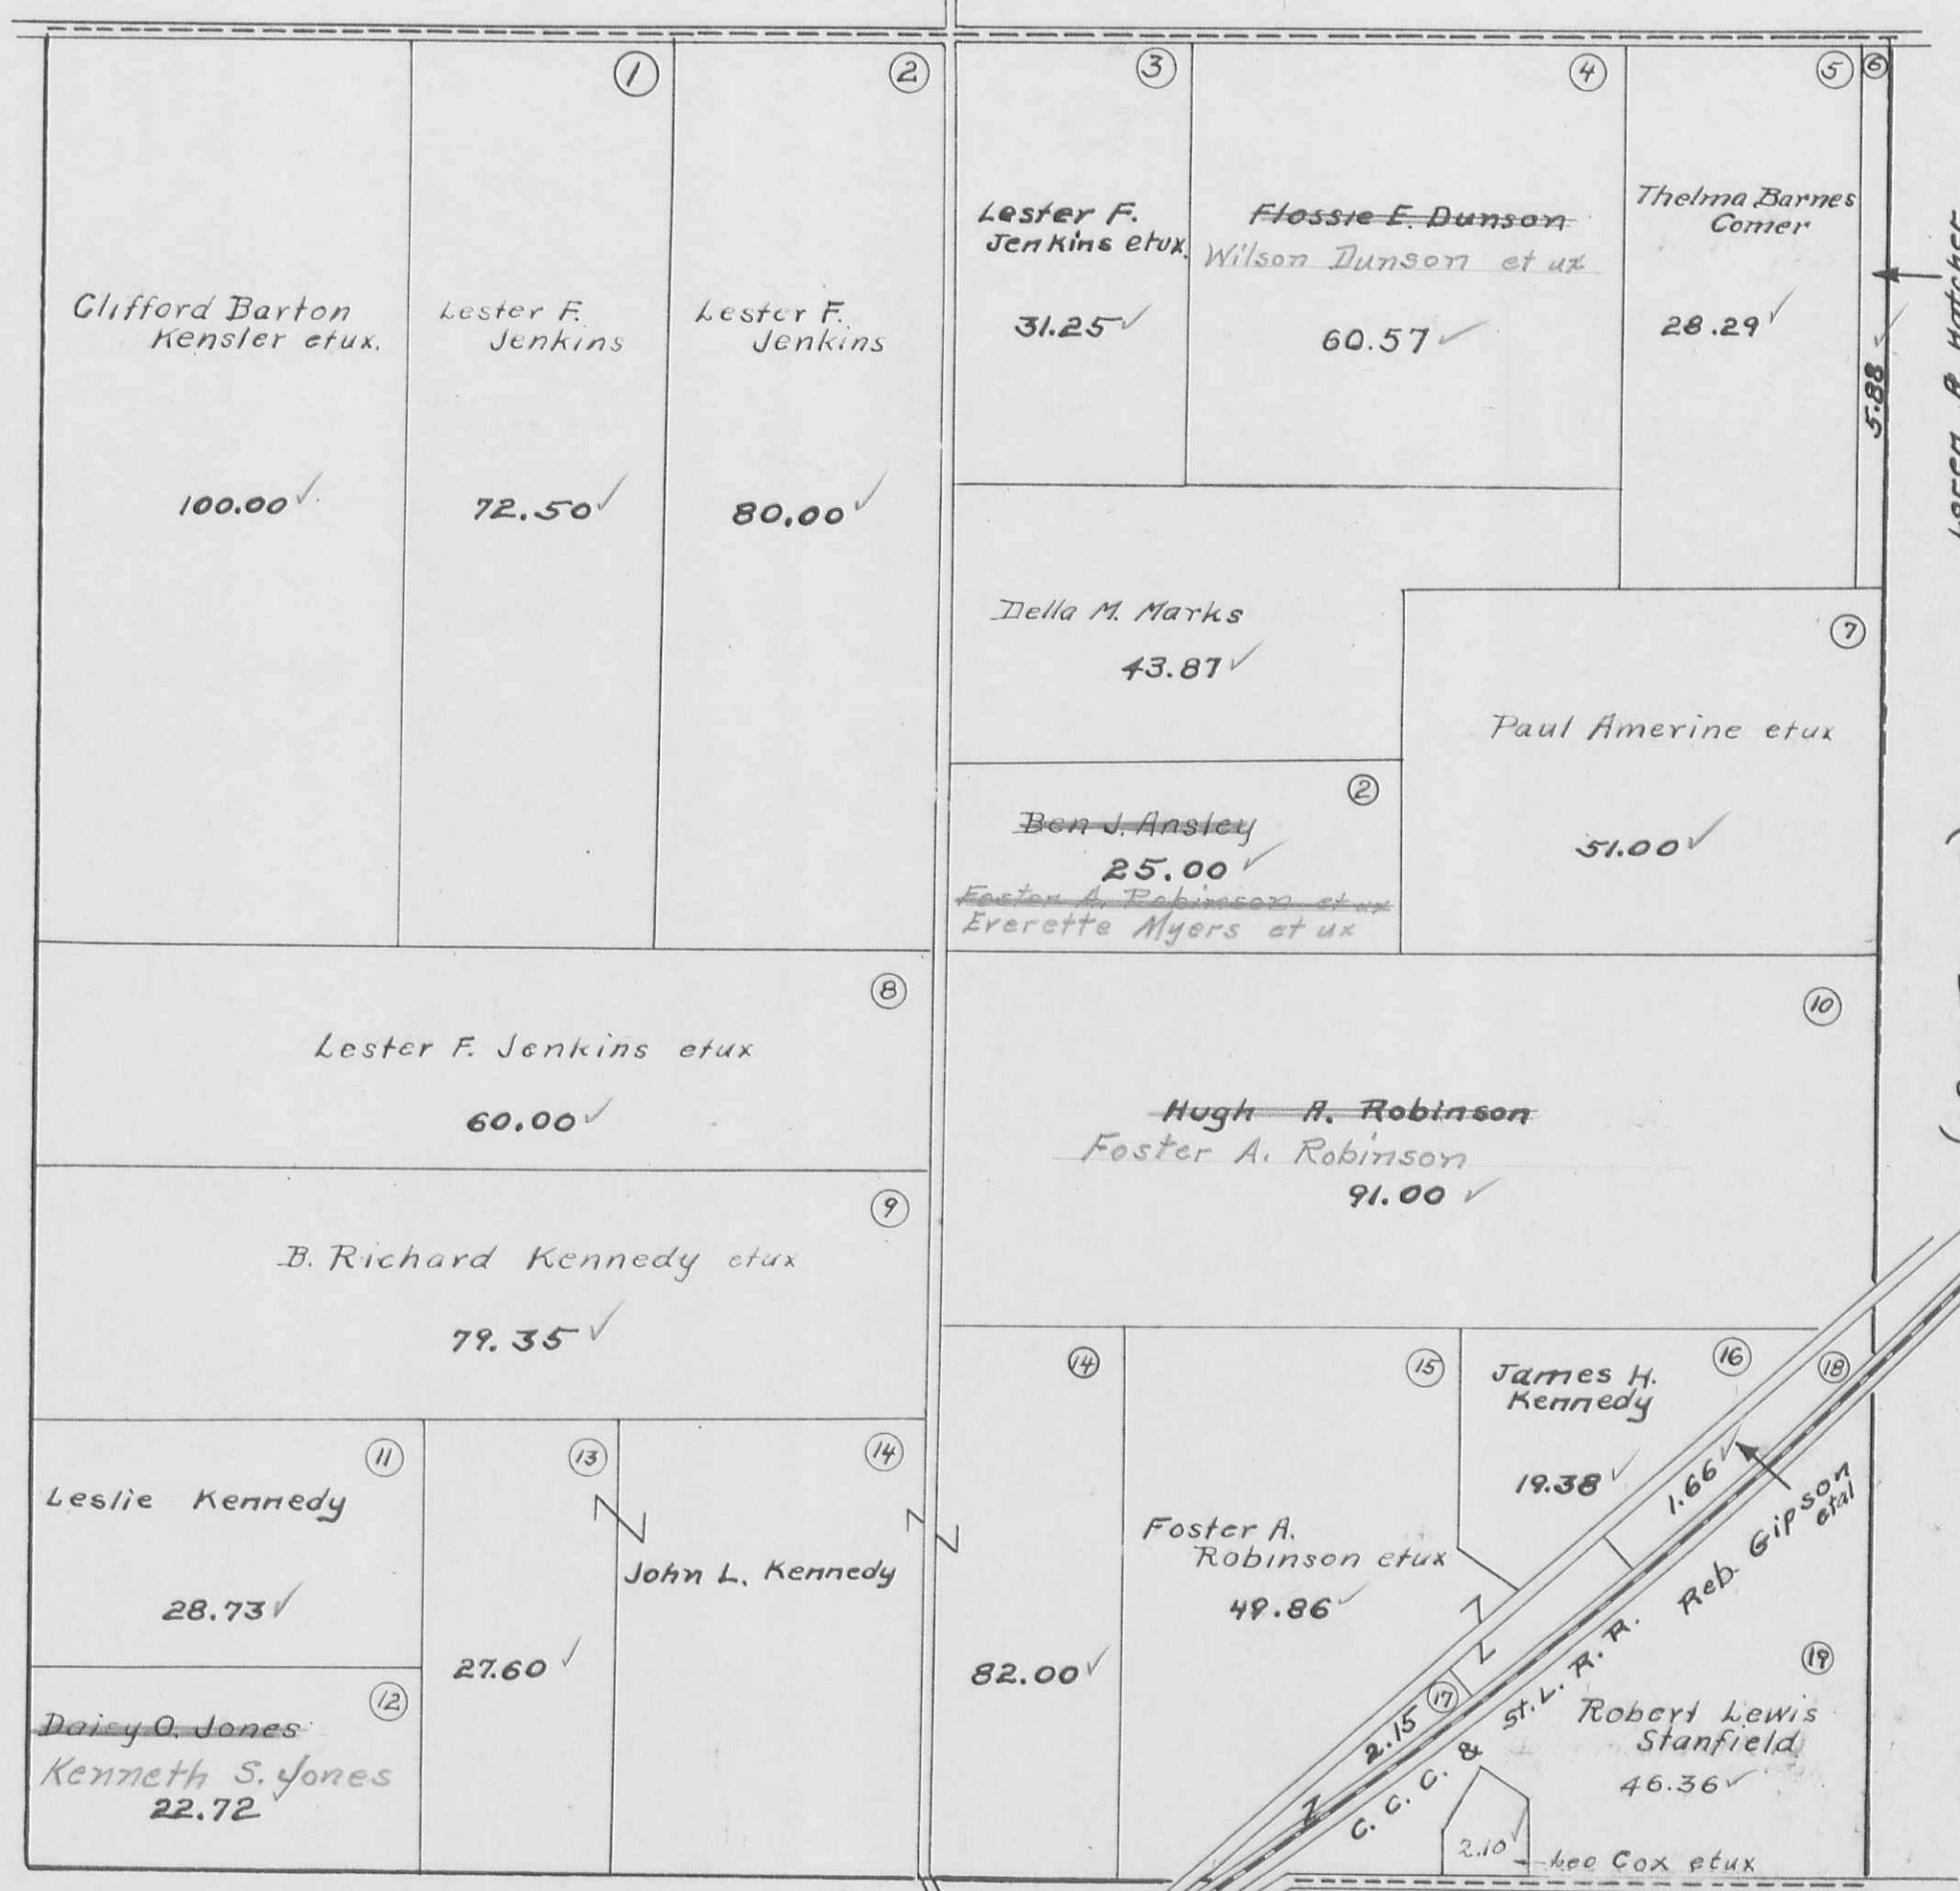 1
2
3
4
5
6
Clifford Barton
Kensler etux.
100.00
Lester F.
Jenkins
72.50
Lester F.
Jenkins
80.00
Lester F.
Jenkins etux.
31.25
Flossie E. Dunson
Wilson Dunson et ux
60.57
Thelma Barnes
Comer
28.29
5.88
Della M. Marks
43.87
7
Paul Amerine etux
51.00
2
Ben J. Ansley
25.00
Foster A. Robinson et ux
Everette Myers et ux
8
Lester F. Jenkins etux
60.00
10
Hugh A. Robinson
Foster A. Robinson
91.00
9
B. Richard Kennedy etux
79.35
11
Leslie Kennedy
28.73
12
Daisy O. Jones
Kenneth S. Jones
22.72
13
27.60
14
John L. Kennedy
14
82.00
15
Foster A.
Robinson etux
49.86
16
James H.
Kennedy
19.38
18
1.66
Reb. Gipson
etal
17
2.15
C. C. C. & St. L. R. R.
19
Robert Lewis
Stanfield
46.36
2.10
Leo Cox etux